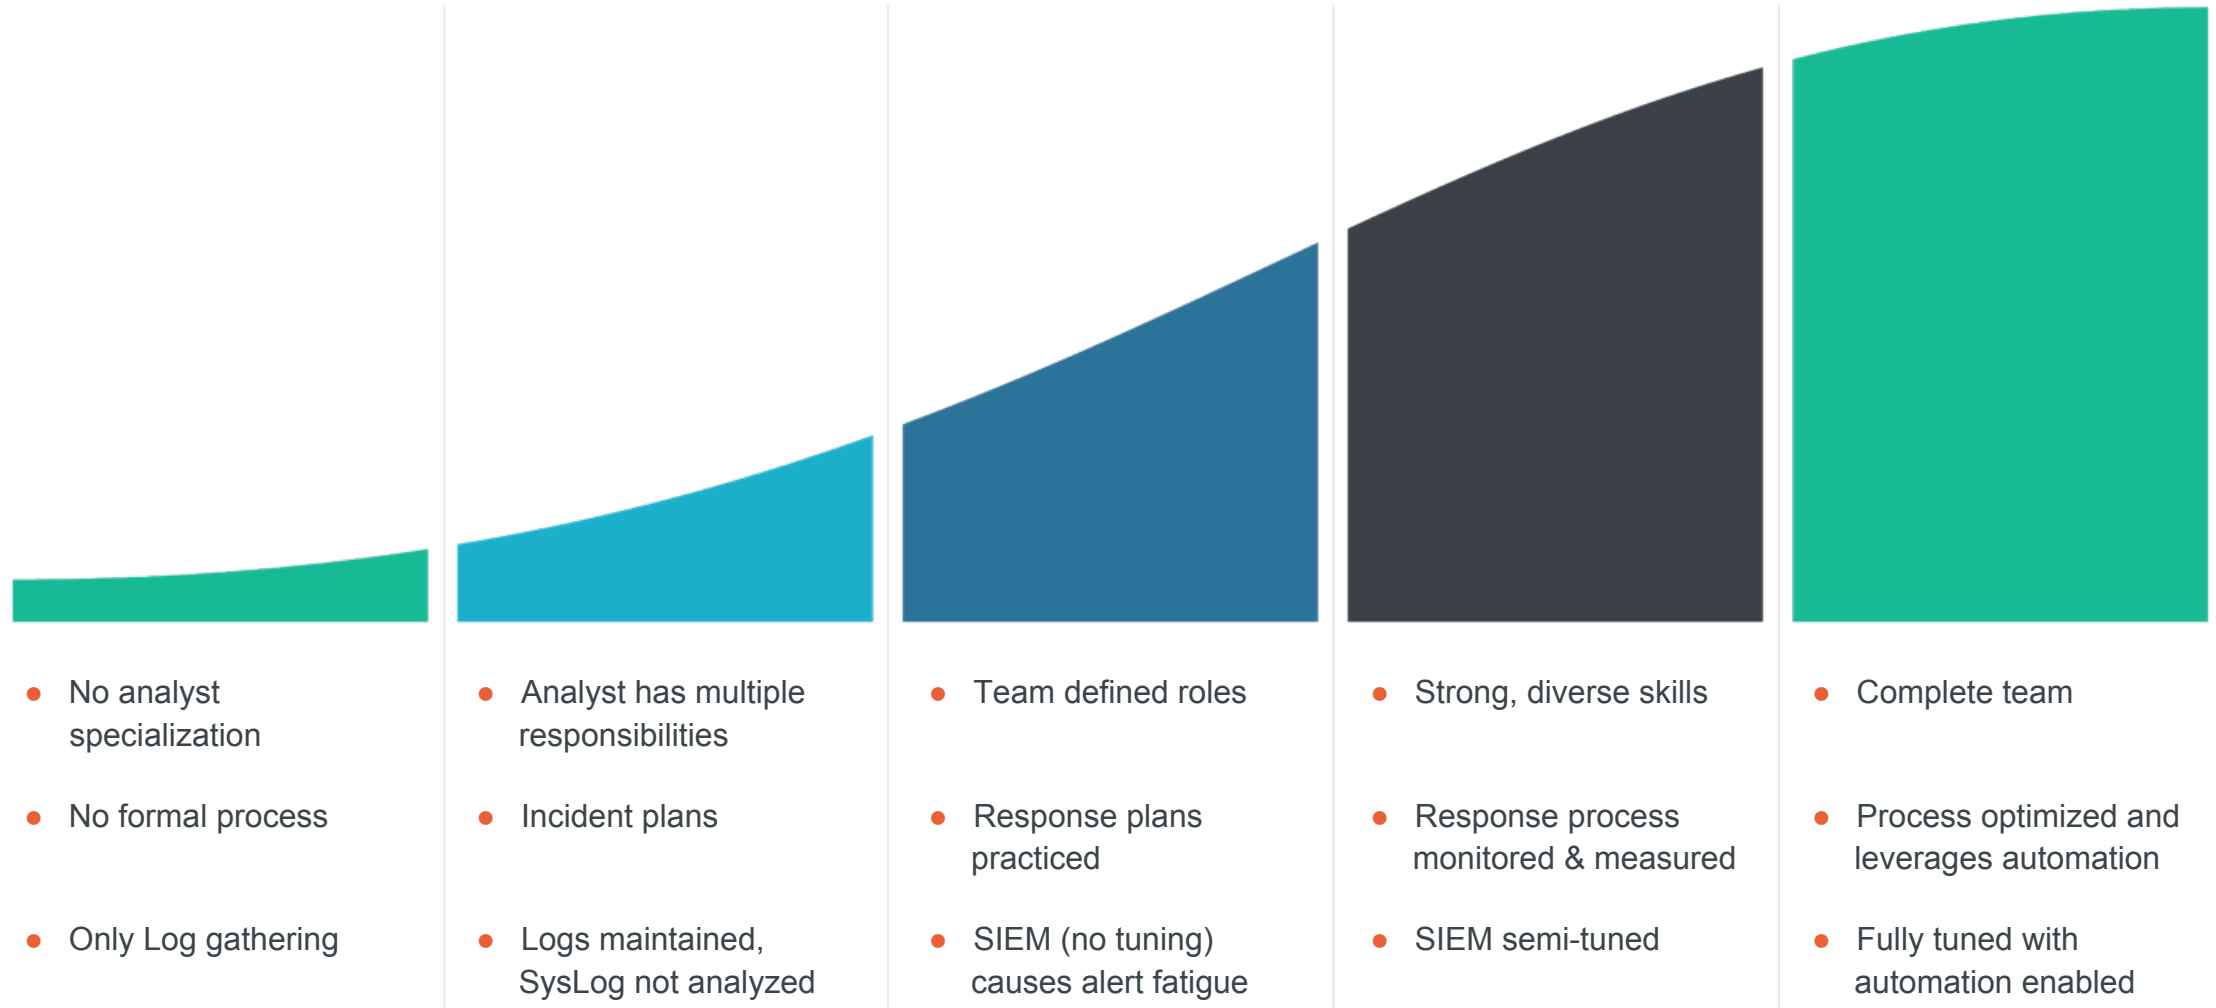 No analyst
specialization
No formal process
Only Log gathering
Analyst has multiple
responsibilities
Incident plans
Logs maintained,
SysLog not analyzed
Team defined roles
Response plans
practiced
SIEM (no tuning)
causes alert fatigue
Strong, diverse skills
Response process
monitored & measured
SIEM semi-tuned
Complete team
Process optimized and
leverages automation
Fully tuned with
automation enabled